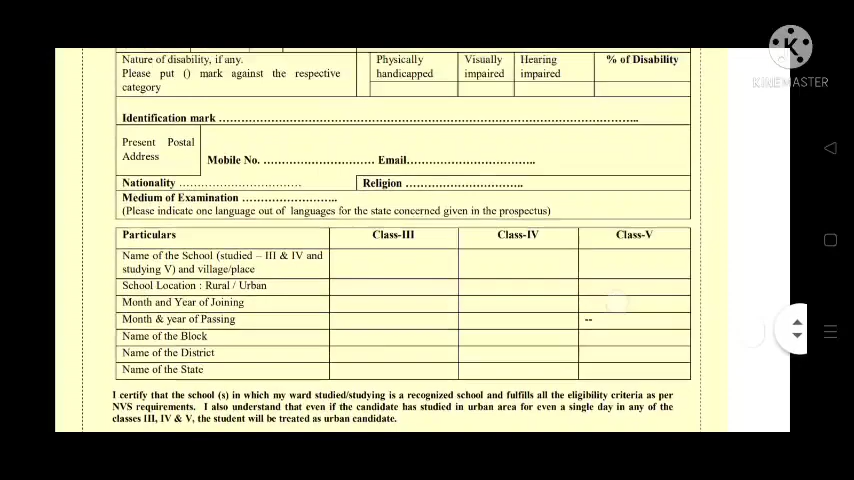 Nature of disability, if any.
Please put () mark against the respective
category
Physically
handicapped
Visually
impaired
Hearing
impaired
% of Disability
Identification mark ………………………………………………………………………………………..
Present Postal
Address
Mobile No. ………………………… Email……………………………..
Nationality ……………………………
Religion …………………………..
Medium of Examination ……………………..
(Please indicate one language out of languages for the state concerned given in the prospectus)
Particulars Class-III Class-IV Class-V
Name of the School (studied – III & IV and
studying V) and village/place
School Location : Rural / Urban
Month and Year of Joining
Month & year of Passing --
Name of the Block
Name of the District
Name of the State
I certify that the school (s) in which my ward studied/studying is a recognized school and fulfills all the eligibility criteria as per
NVS requirements. I also understand that even if the candidate has studied in urban area for even a single day in any of the
classes III, IV & V, the student will be treated as urban candidate.
K
KINEMASTER